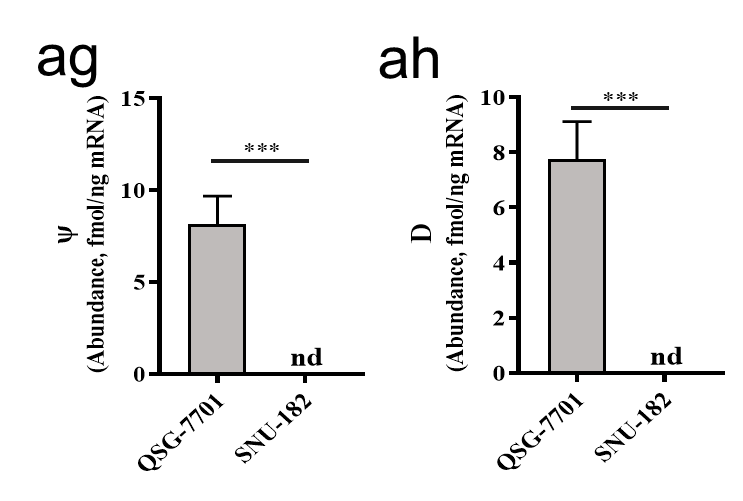 ag
Ψ
(Abundance, fmol/ng mRNA)
15
10
5
0
***
nd
QSG-7701
SNU-182
ah
D
(Abundance, fmol/ng mRNA)
10
8
6
4
2
0
***
nd
QSG-7701
SNU-182